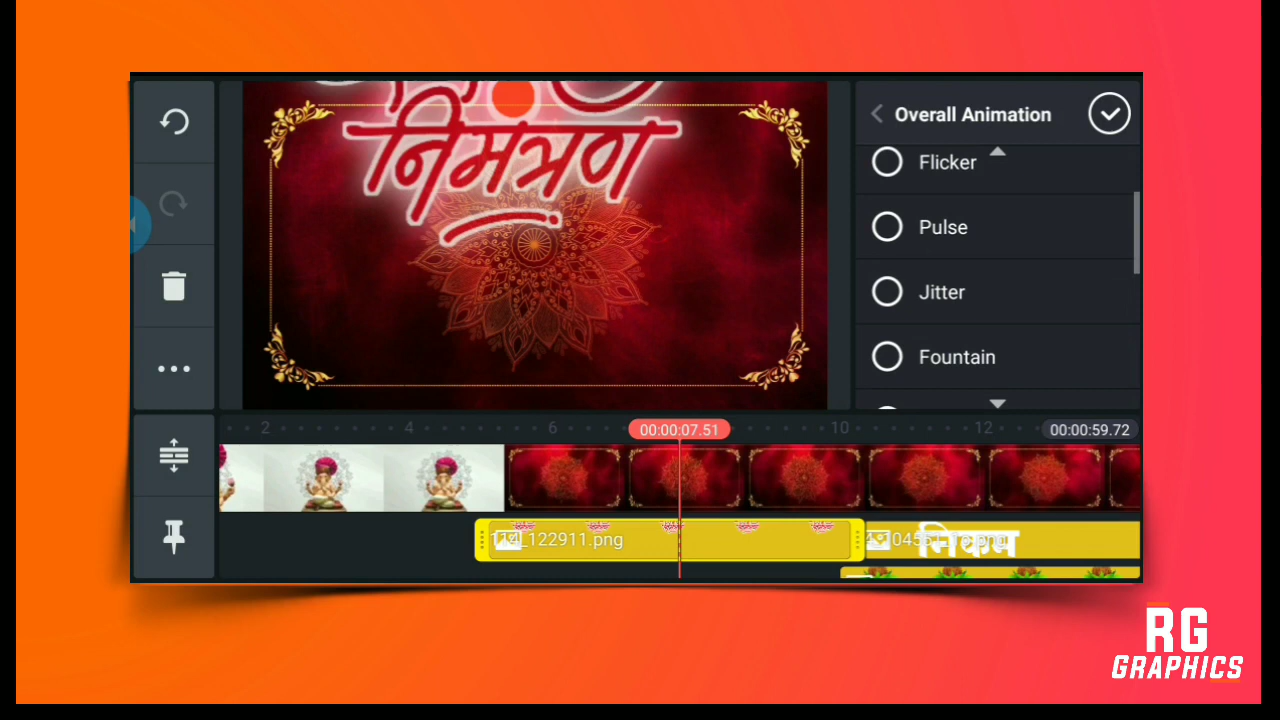 निमंत्रण
Overall Animation
Flicker
Pulse
Jitter
Fountain
2
4
6
00:00:07.51
10
12
00:00:59.72
122911.png
निकम
RG
GRAPHICS